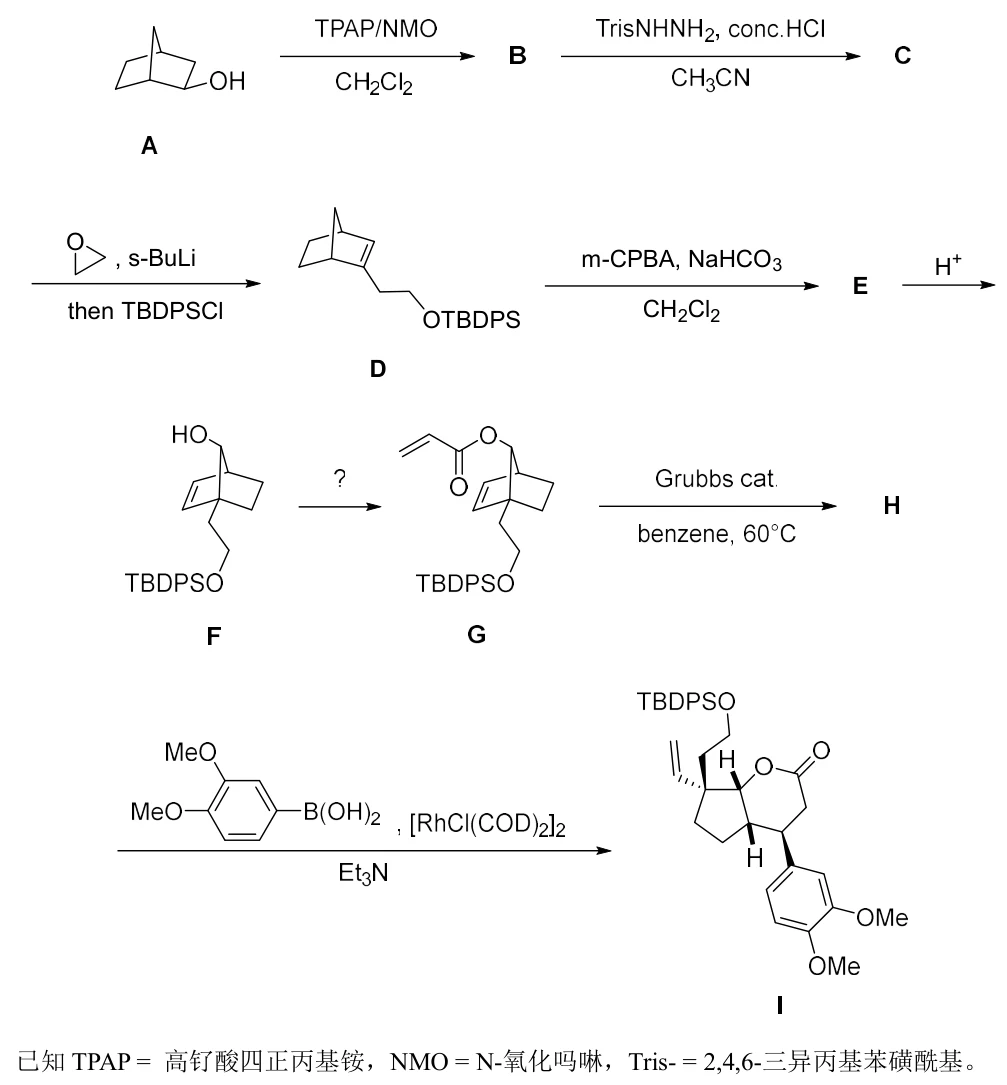 TPAP/NMO
CH₂Cl₂
B
TrisNHNH₂, conc.HCl
CH₃CN
C
OH
A
O
, s-BuLi
then TBDPSCl
OTBDPS
D
m-CPBA, NaHCO₃
CH₂Cl₂
E
H⁺
HO
TBDPSO
F
?
O
O
TBDPSO
G
Grubbs cat.
benzene, 60°C
H
MeO
MeO
B(OH)₂
, [RhCl(COD)₂]₂
Et₃N
TBDPSO
H
O
O
H
OMe
OMe
I
已知 TPAP = 高钌酸四正丙基铵，NMO = N-氧化吗啉，Tris- = 2,4,6-三异丙基苯磺酰基。